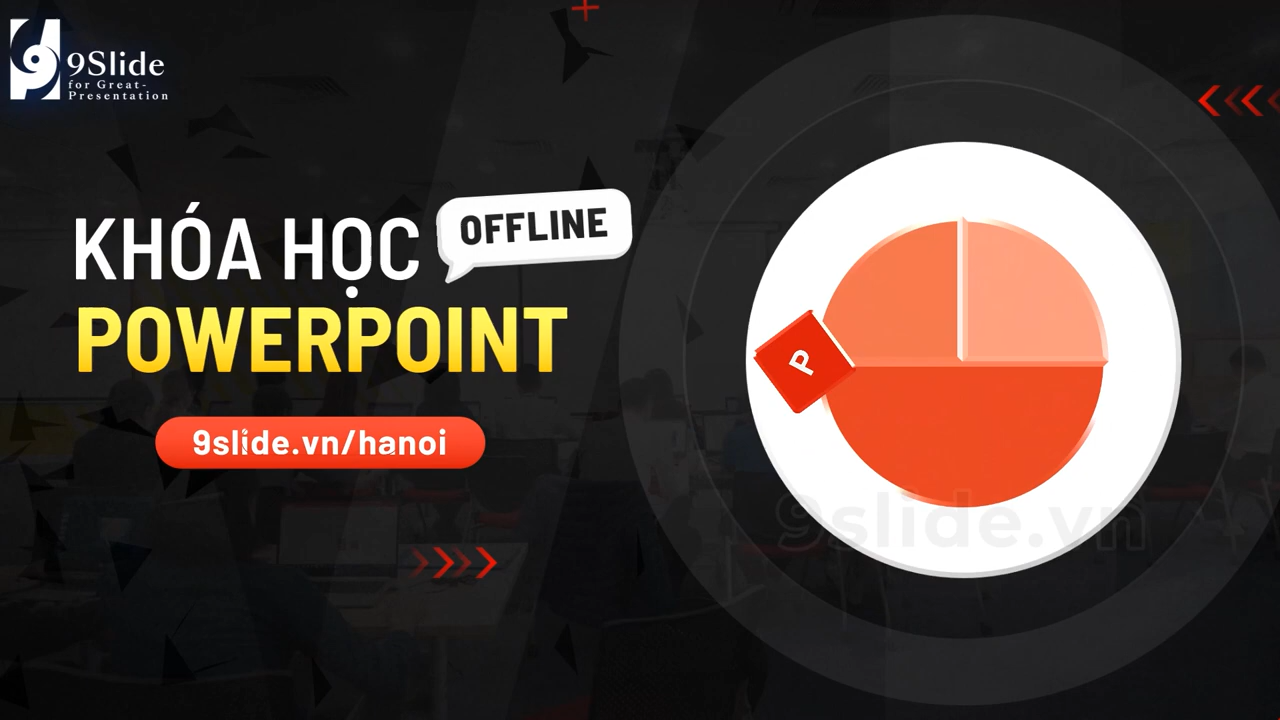 9Slide
for Great-
Presentation
KHÓA HỌC
OFFLINE
POWERPOINT
9slide.vn/hanoi
P
9slide.vn